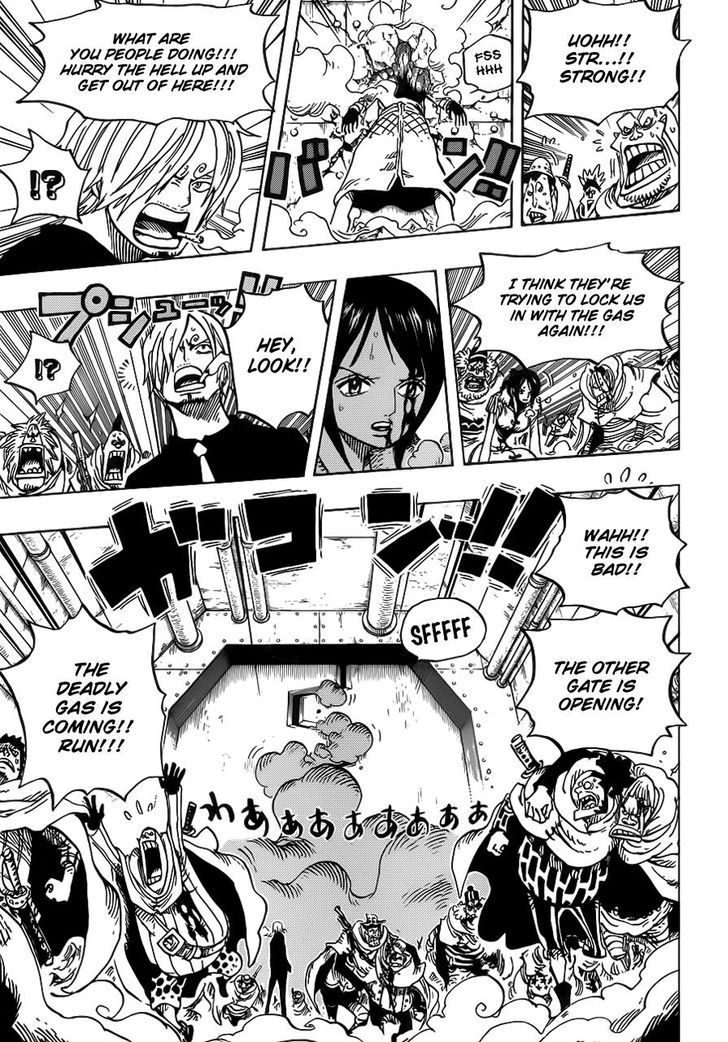 UOHH!!
STR...!!
STRONG!!
FSS
HHH
バァン!!
WHAT ARE
YOU PEOPLE
DOING!!!
HURRY THE HELL UP AND
GET OUT OF HERE!!!
!?
I THINK THEY'RE
TRYING TO LOCK US
IN WITH THE GAS
AGAIN!!!
HEY,
LOOK!!
プシューッ
!?
WAHH!!
THIS IS
BAD!!
ガコンッ!!
SFFFFF
THE OTHER
GATE IS
OPENING!
THE
DEADLY
GAS IS
COMING!!
RUN!!!
わぁぁぁぁぁぁぁぁ